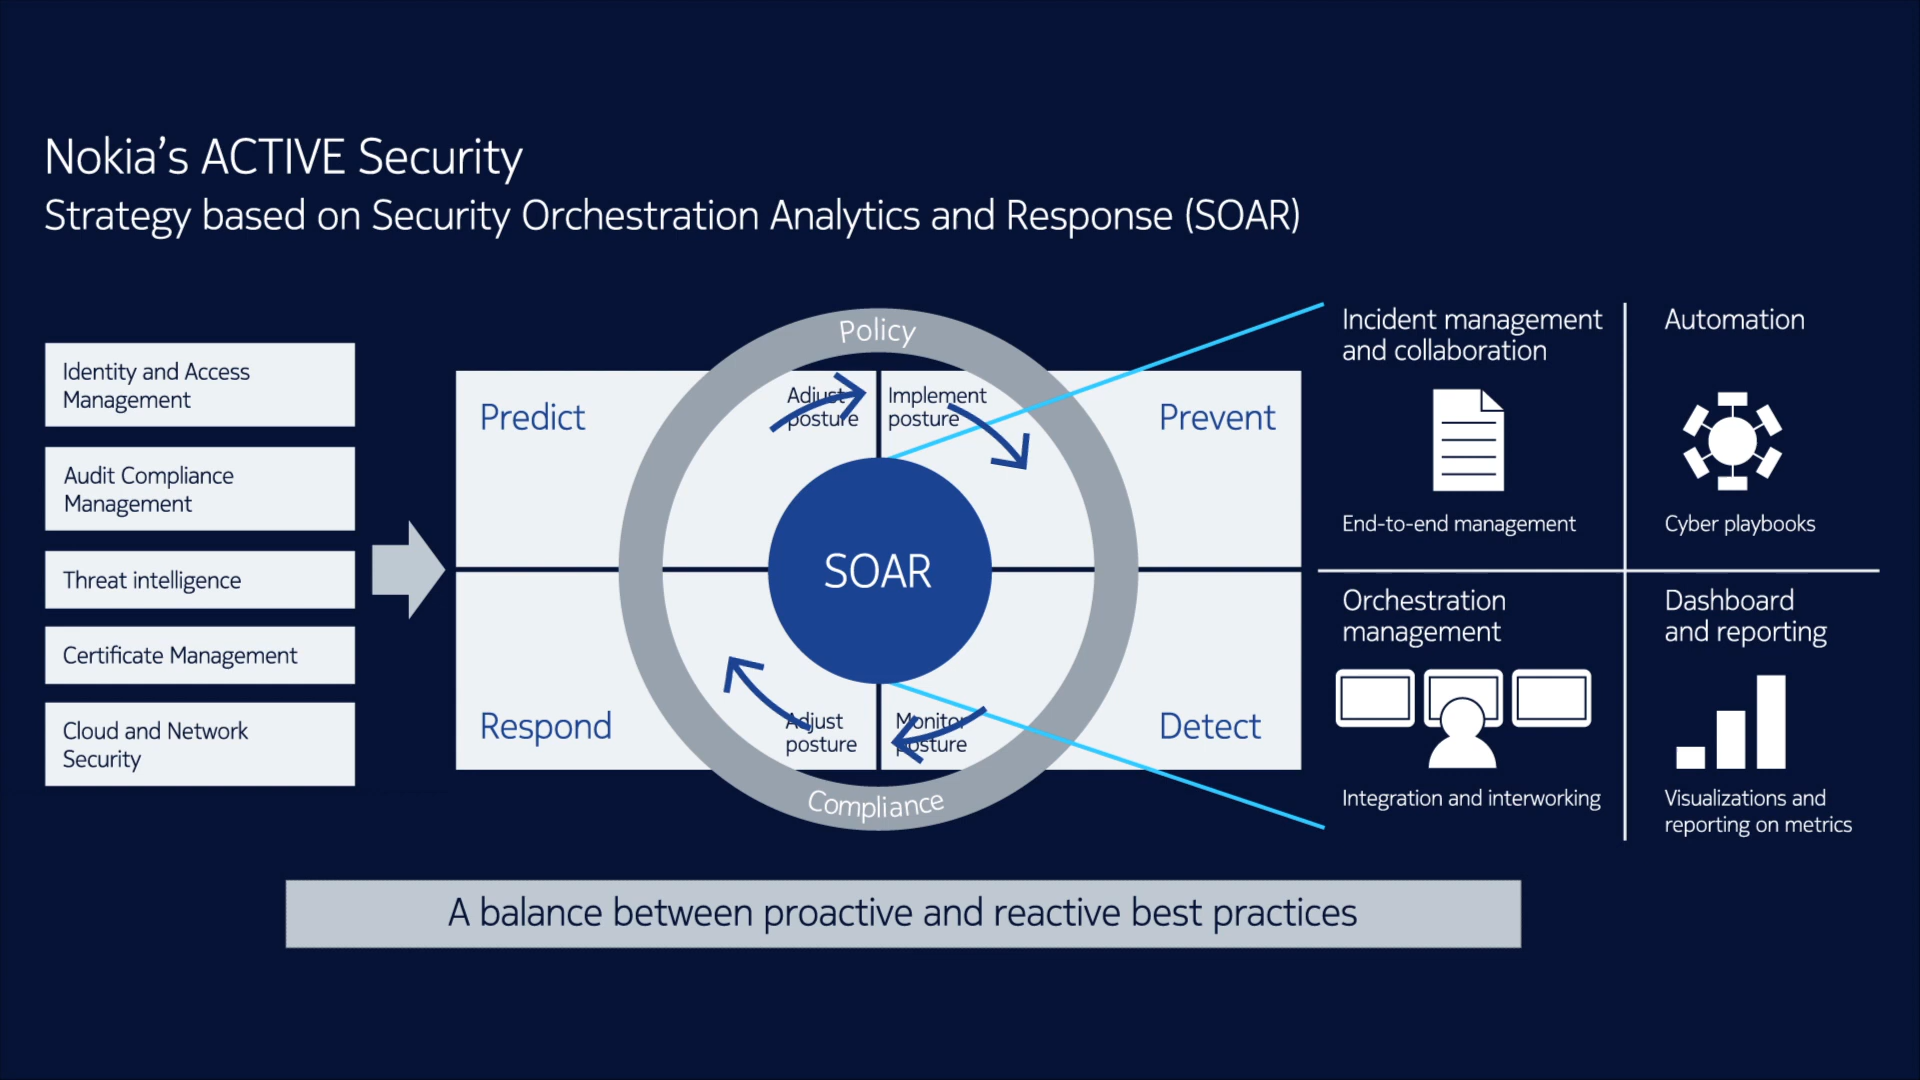 Nokia's ACTIVE Security
Strategy based on Security Orchestration Analytics and Response (SOAR)
Identity and Access
Management
Audit Compliance
Management
Threat intelligence
Certificate Management
Cloud and Network
Security
Policy
Predict
Adjust
posture
Implement
posture
Prevent
SOAR
Respond
Adjust
posture
Monitor
posture
Detect
Compliance
Incident management
and collaboration
End-to-end management
Automation
Cyber playbooks
Orchestration
management
Integration and interworking
Dashboard
and reporting
Visualizations and
reporting on metrics
A balance between proactive and reactive best practices